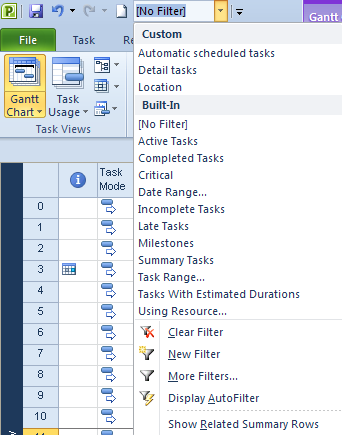 [No Filter]
Gantt
File
Task
R
Custom
Automatic scheduled tasks
Detail tasks
Location
Built-In
[No Filter]
Active Tasks
Completed Tasks
Critical
Date Range...
Incomplete Tasks
Late Tasks
Milestones
Summary Tasks
Task Range...
Tasks With Estimated Durations
Using Resource...
Clear Filter
New Filter
More Filters...
Display AutoFilter
Show Related Summary Rows
Gantt
Chart
Task
Usage
Task Views
Task
Mode
0
1
2
3
4
5
6
7
8
9
10